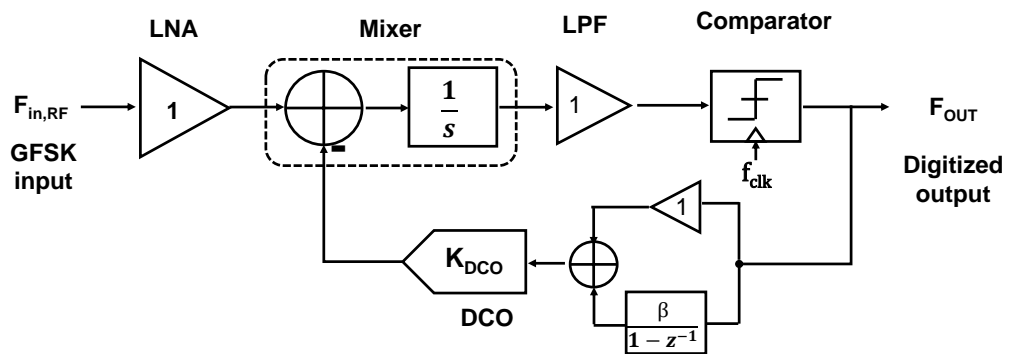 LNA
Mixer
LPF
Comparator
F_in,RF
GFSK
input
1
1
s
1
f_clk
F_OUT
Digitized
output
-
K_DCO
DCO
1
β
1 − z⁻¹